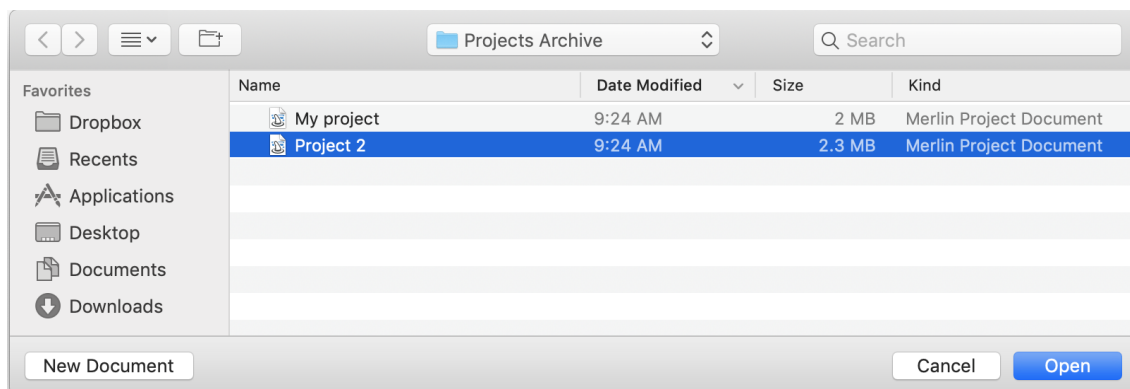 Projects Archive
Search
Favorites
Dropbox
Recents
Applications
Desktop
Documents
Downloads
Name Date Modified Size Kind
My project 9:24 AM 2 MB Merlin Project Document
Project 2 9:24 AM 2.3 MB Merlin Project Document
New Document Cancel Open